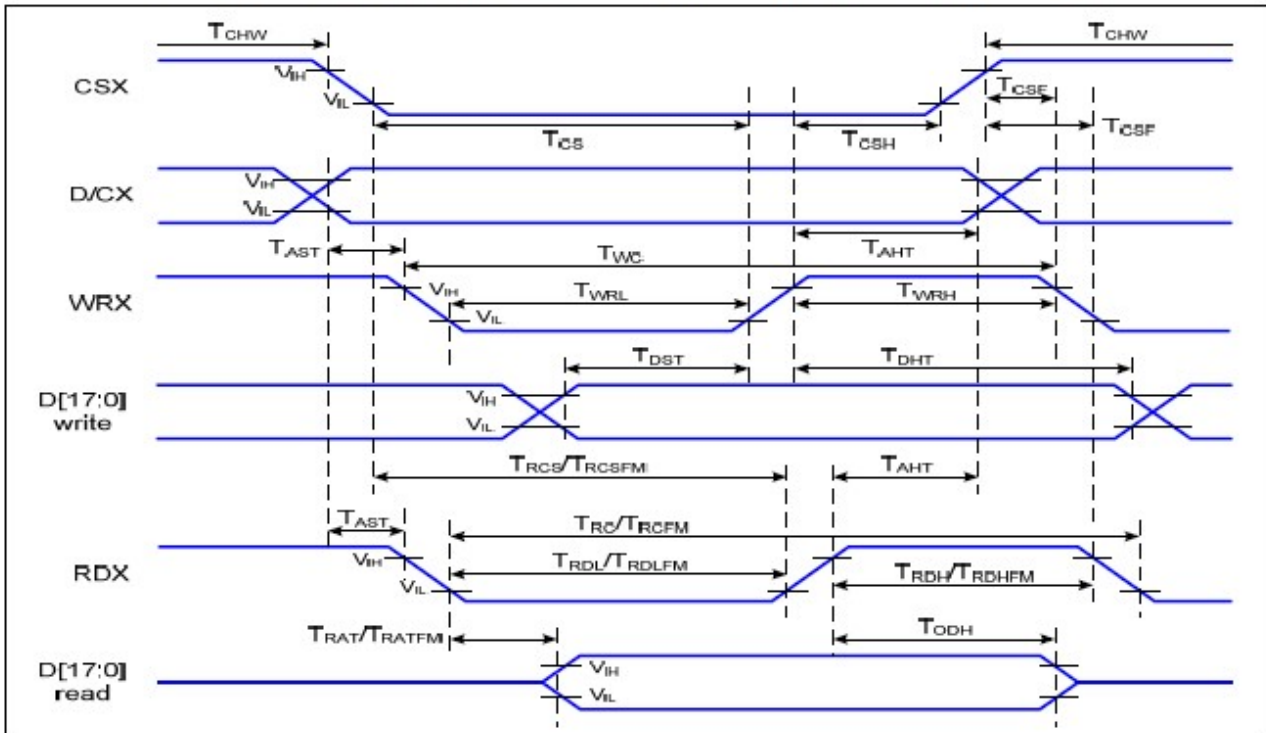 TCHW TCHW
CSX VIH
VIL
TCSF
TCS TCSH TCSF
D/CX VIH
VIL
TAST TWC TAHT
WRX VIH TWRL TWRH
VIL
TDST TDHT
D[17:0] VIH
write VIL
TRCS/TRCSFM TAHT
TAST TRC/TRCFM
RDX VIH TRDL/TRDLFM TRDH/TRDHFM
VIL
TRAT/TRATFM TODH
D[17:0] VIH
read VIL